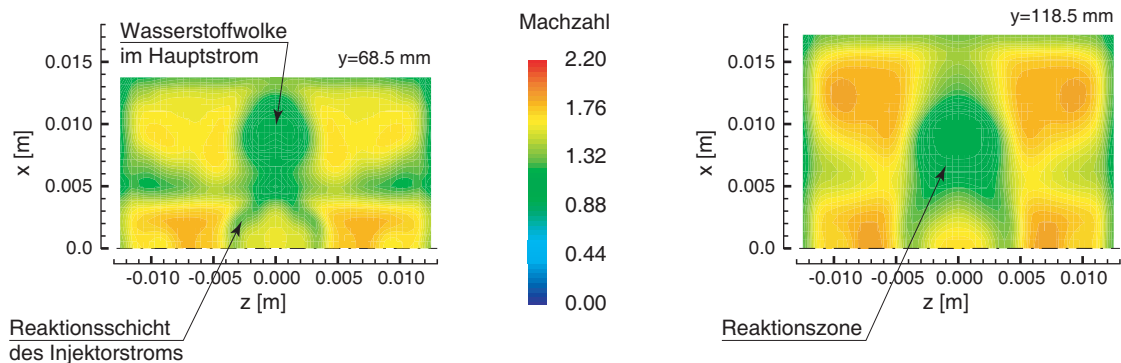 Wasserstoffwolke
im Hauptstrom
y=68.5 mm
0.015
0.010
0.005
0.0
x [m]
-0.010 -0.005 0.000 0.005 0.010
z [m]
Reaktionsschicht
des Injektorstroms
Machzahl
2.20
1.76
1.32
0.88
0.44
0.00
y=118.5 mm
0.015
0.010
0.005
0.0
x [m]
-0.010 -0.005 0.000 0.005 0.010
z [m]
Reaktionszone